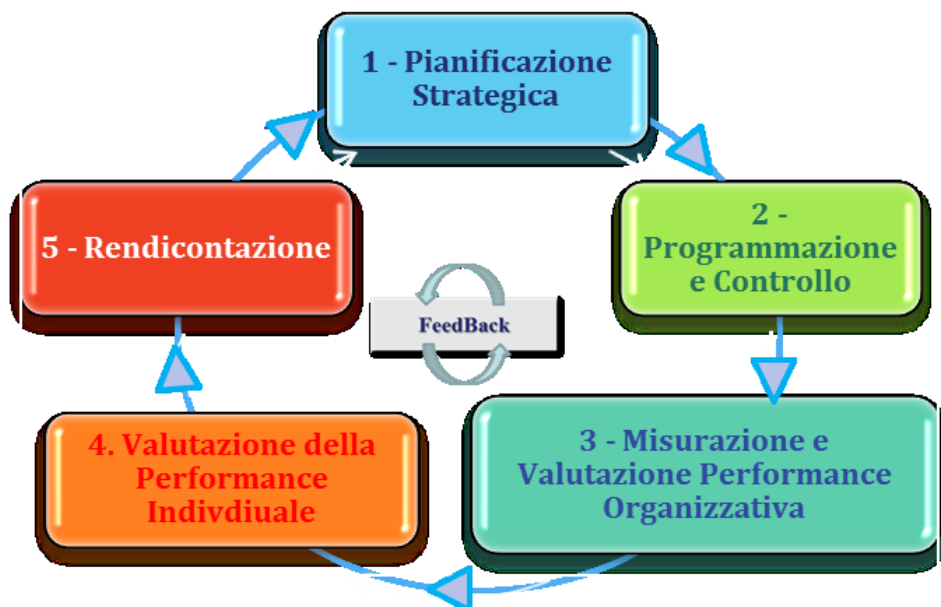 1 - Pianificazione
Strategica
2 -
Programmazione
e Controllo
3 - Misurazione e
Valutazione Performance
Organizzativa
4. Valutazione della
Performance
Indivdiuale
5 - Rendicontazione
FeedBack